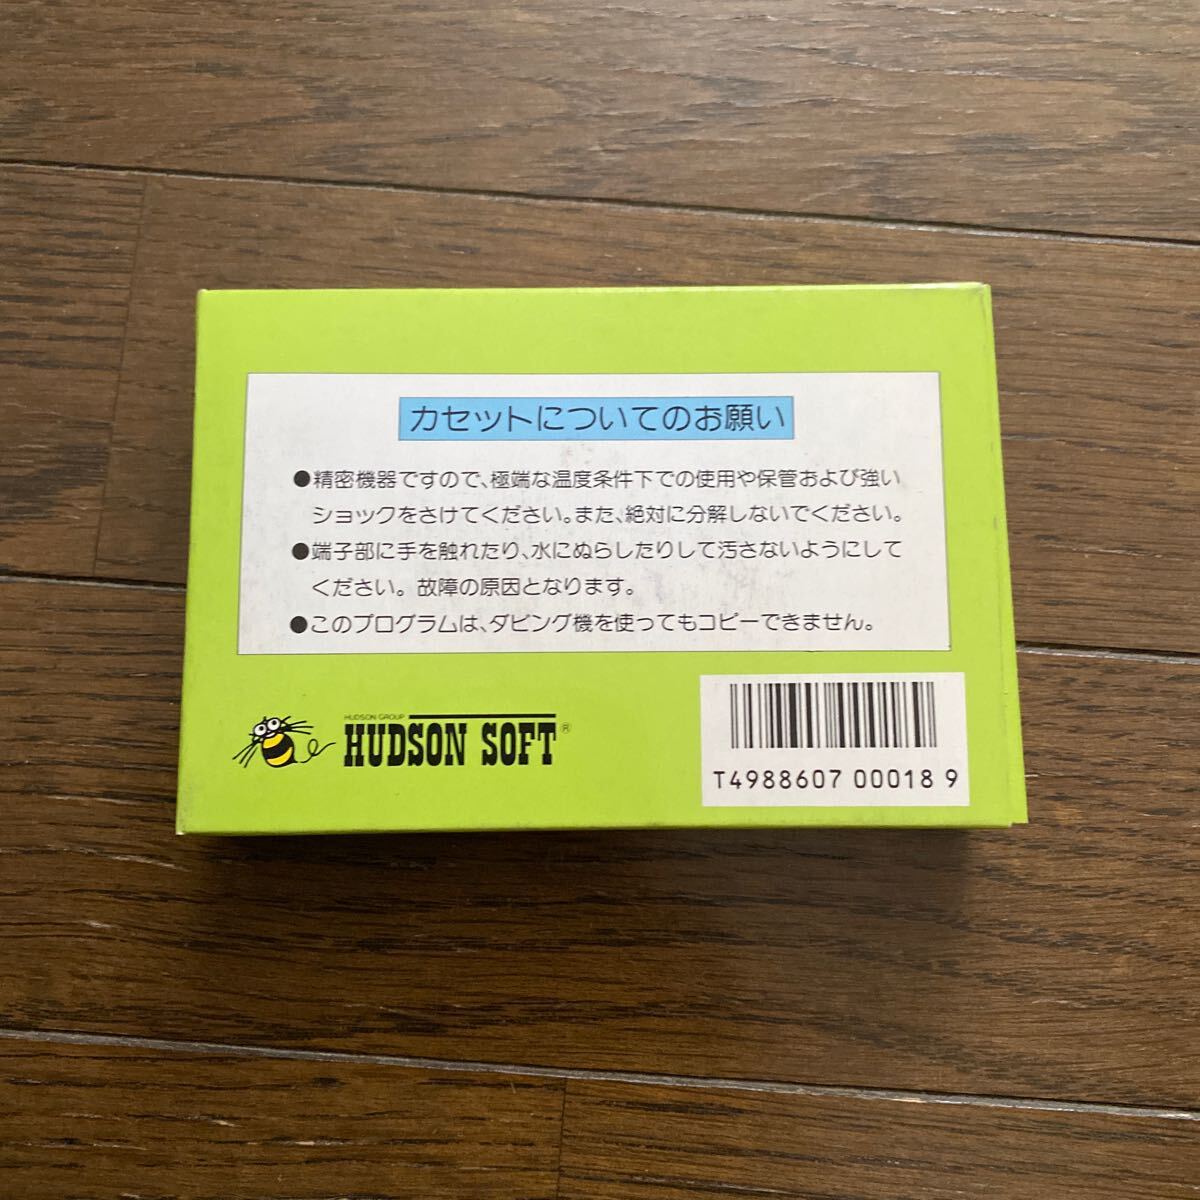 カセットについてのお願い
●精密機器ですので、極端な温度条件下での使用や保管および強い
ショックをさけてください。また、絶対に分解しないでください。
●端子部に手を触れたり、水にぬらしたりして汚さないようにして
ください。故障の原因となります。
●このプログラムは、ダビング機を使ってもコピーできません。
HUDSON GROUP
HUDSON SOFT®
T4988607 00018 9